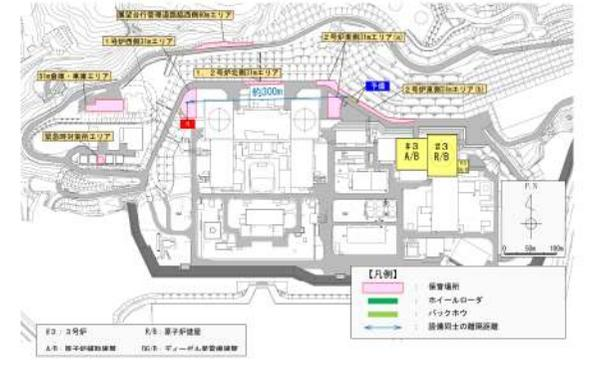 展望台行管理道路脇西側60mエリア
1号炉西側31mエリア
2号炉東側31mエリア(a)
31m倉庫・車庫エリア
1、2号炉北側31mエリア
予備
約300m
2号炉東側31mエリア(b)
緊急時対策所エリア
#3
A/B
#3
R/B
P.N
0 50m 100m
【凡例】
: 保管場所
: ホイールローダ
: バックホウ
: 設備同士の離隔距離
#3 : 3号炉
R/B : 原子炉建屋
A/B : 原子炉補助建屋
DG/B : ディーゼル発電機建屋